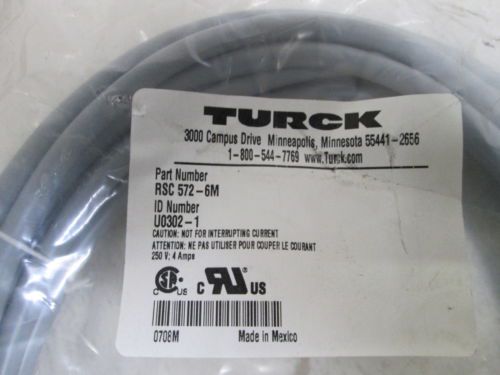 TURCK
3000 Campus Drive Minneapolis, Minnesota 55441-2656
1-800-544-7769 www.Turck.com
Part Number
RSC 572-6M
ID Number
U0302-1
CAUTION: NOT FOR INTERRUPTING CURRENT
ATTENTION: NE PAS UTILISER POUR COUPER LE COURANT
250 V; 4 Amps
C US C US
0708M Made in Mexico